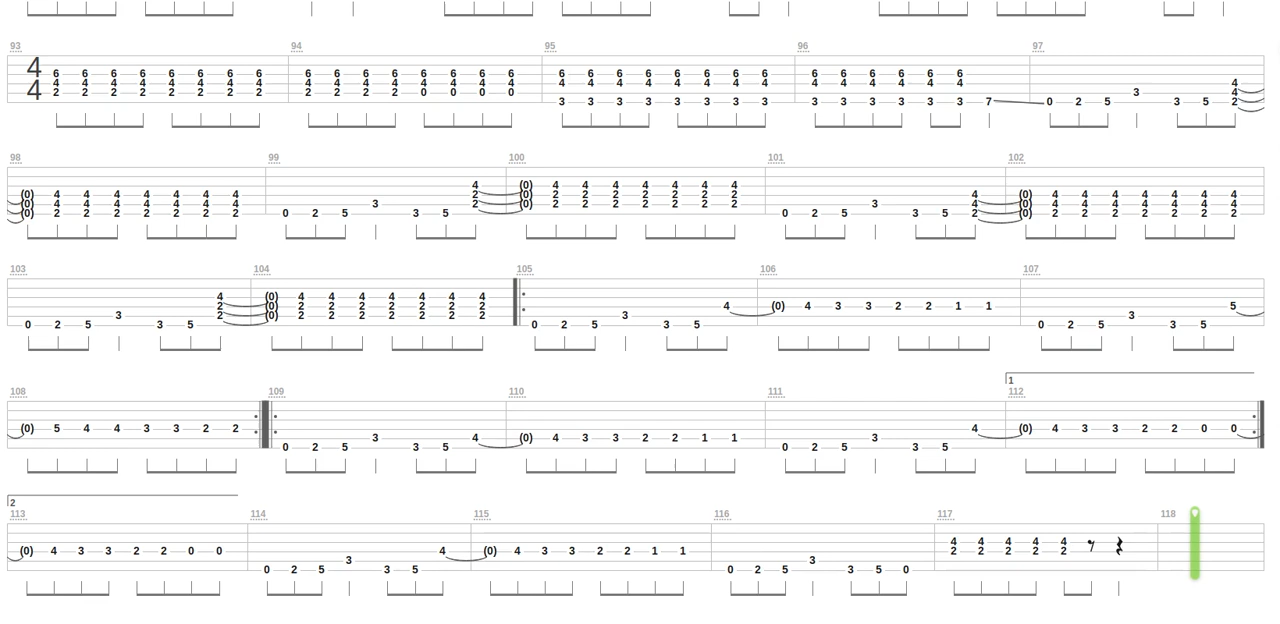 93 94 95 96 97
4 6 6 6 6 6 6 6 6 6 6 6 6 6 6 6 6 6 6 6 6 6 6 6 6 6 6 6 6 6 6
4 4 4 4 4 4 4 4 4 4 4 4 4 4 4 4 4 4 4 4 4 4 4 4 4 4 4 4 4 4 4
4 2 2 2 2 2 2 2 2 2 2 2 2 0 0 0 0 3 4
3 3 3 3 3 3 3 3 3 3 3 3 3 3 7 0 2 5 3 5 2
98 99 100 101 102
4 (0) 4 4 4 4 4 4 4
(0) 4 4 4 4 4 4 4 2 (0) 2 2 2 2 2 2 2 4 (0) 4 4 4 4 4 4 4
(0) 4 4 4 4 4 4 4 3 2 (0) 2 2 2 2 2 2 2 3 4 (0) 4 4 4 4 4 4 4
(0) 2 2 2 2 2 2 2 0 2 5 3 5 0 2 5 3 5 2 (0) 2 2 2 2 2 2 2
103 104 105 106 107
4 (0) 4 4 4 4 4 4 4
2 (0) 2 2 2 2 2 2 2 4 (0) 4 3 3 2 2 1 1 5
3 2 (0) 2 2 2 2 2 2 2 3 3
0 2 5 3 5 0 2 5 3 5 0 2 5 3 5
1
108 109 110 111 112
(0) 5 4 4 3 3 2 2 4 (0) 4 3 3 2 2 0 0
3 4 (0) 4 3 3 2 2 1 1 3
0 2 5 3 5 0 2 5 3 5
2
113 114 115 116 117 118
4 4 4 4 4
(0) 4 3 3 2 2 0 0 4 (0) 4 3 3 2 2 1 1 2 2 2 2 2
3 3
0 2 5 3 5 0 2 5 3 5 0